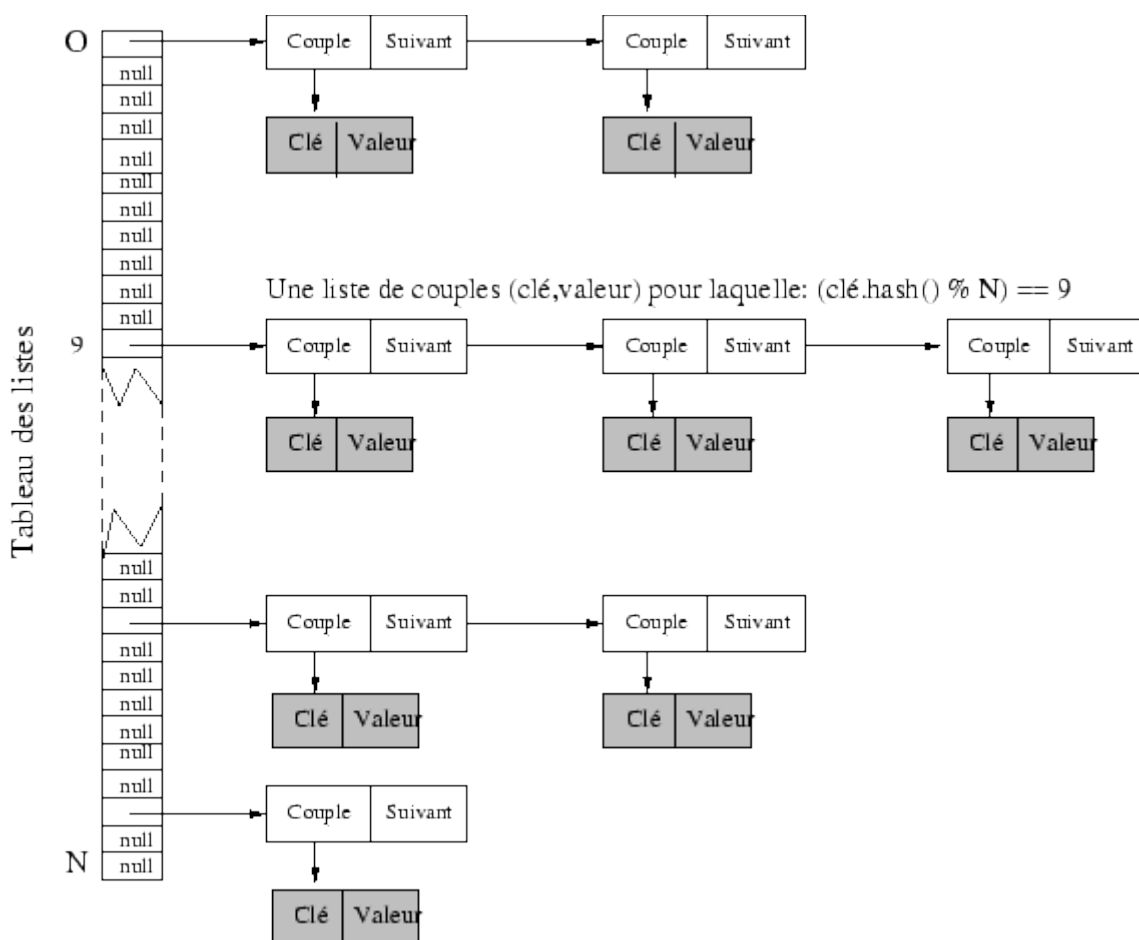 Tableau des listes
O
Couple Suivant
Couple Suivant
null
null
null
Clé Valeur
Clé Valeur
null
null
null
null
null
Une liste de couples (clé,valeur) pour laquelle: (clé.hash() % N) == 9
null
null
9
Couple Suivant
Couple Suivant
Couple Suivant
Clé Valeur
Clé Valeur
Clé Valeur
null
null
Couple Suivant
Couple Suivant
null
null
null
Clé Valeur
Clé Valeur
null
null
null
Couple Suivant
null
N
null
Clé Valeur